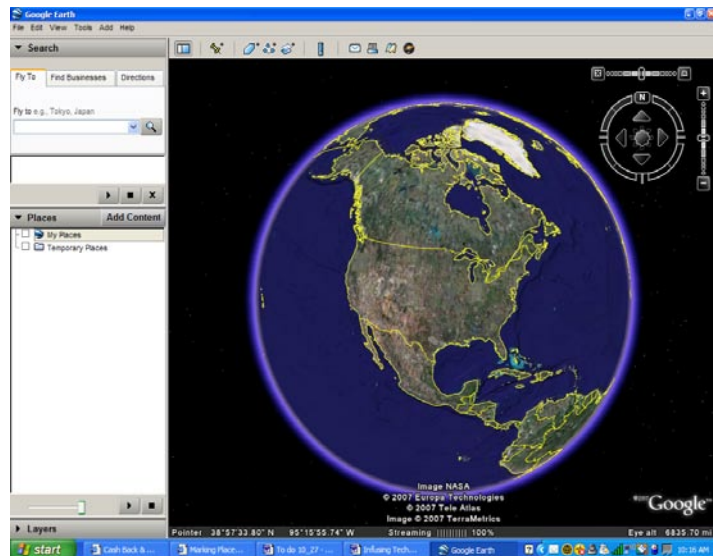 Google Earth
File Edit View Tools Add Help
Search
Fly To Find Businesses Directions
Fly to e.g., Tokyo, Japan
X
Places Add Content
My Places
Temporary Places
Layers
N
Image NASA
© 2007 Europa Technologies
© 2007 Tele Atlas
Image © 2007 TerraMetrics
Google
Pointer 38°57'33.80" N 95°15'55.74" W Streaming 100% Eye alt 6835.70 mi
start Cash Back & ... Marking Place... To do 10_27 - ... Infusing Tech... Google Earth 10:16 AM